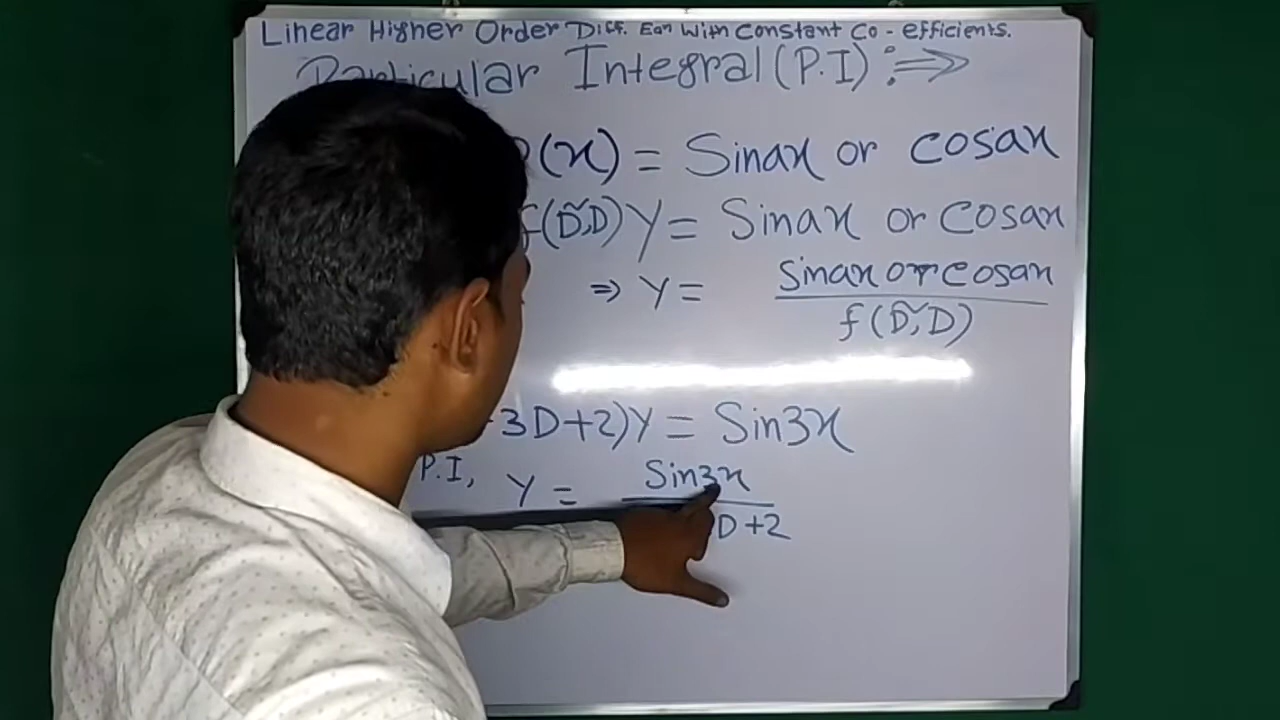 Linear Higher Order Diff. Eqn With Constant Co-efficients.
Particular Integral (P.I) :⇒
(x) = Sinax or cosax
f(D̃,D) Y = Sinax or Cosax
⇒ Y = Sinax or cosax
f(D̃,D)
3D+2)Y = Sin3x
P.I, Y = Sin3x
D+2